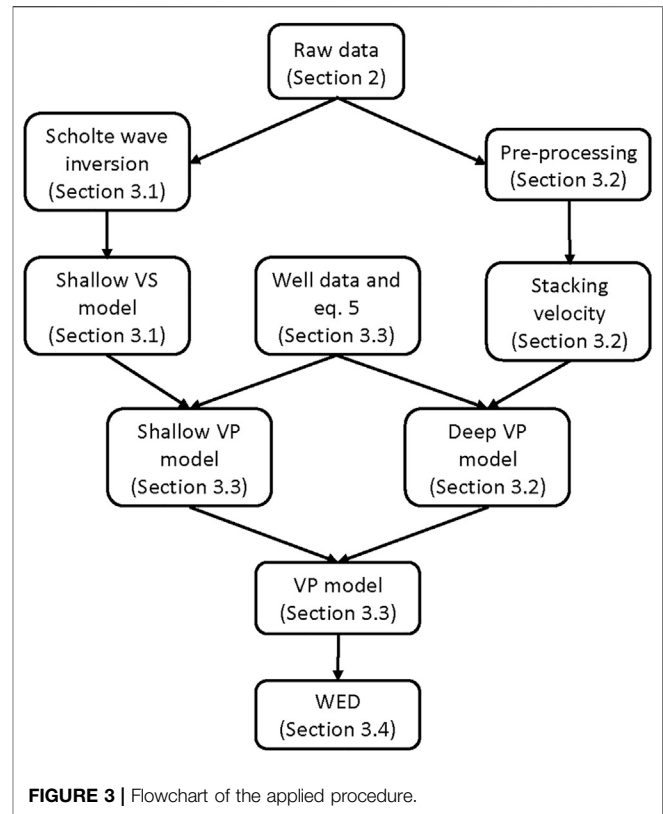 Raw data
(Section 2)
Scholte wave
inversion
(Section 3.1)
Pre-processing
(Section 3.2)
Shallow VS
model
(Section 3.1)
Well data and
eq. 5
(Section 3.3)
Stacking
velocity
(Section 3.2)
Shallow VP
model
(Section 3.3)
Deep VP
model
(Section 3.2)
VP model
(Section 3.3)
WED
(Section 3.4)
FIGURE 3 | Flowchart of the applied procedure.